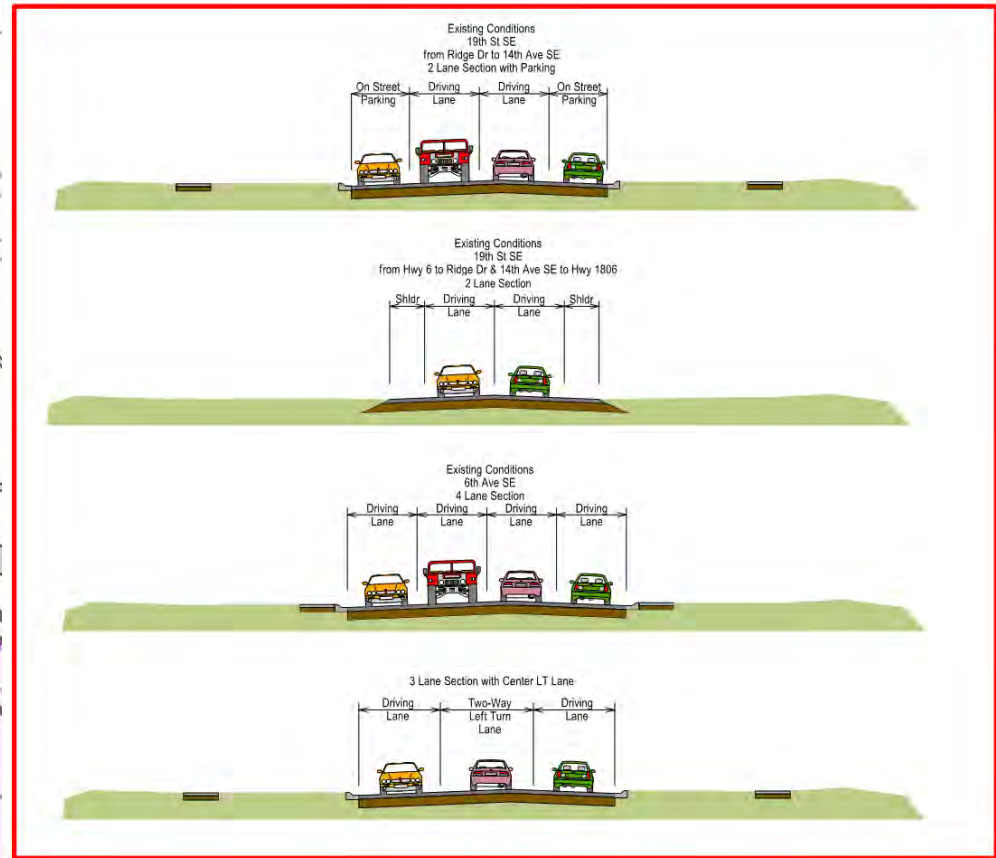 Existing Conditions
19th St SE
from Ridge Dr to 14th Ave SE
2 Lane Section with Parking
On Street Driving Driving On Street
Parking Lane Lane Parking
Existing Conditions
19th St SE
from Hwy 6 to Ridge Dr & 14th Ave SE to Hwy 1806
2 Lane Section
Shldr Driving Driving Shldr
Lane Lane
Existing Conditions
6th Ave SE
4 Lane Section
Driving Driving Driving Driving
Lane Lane Lane Lane
3 Lane Section with Center LT Lane
Driving Two-Way Driving
Lane Left Turn Lane
Lane